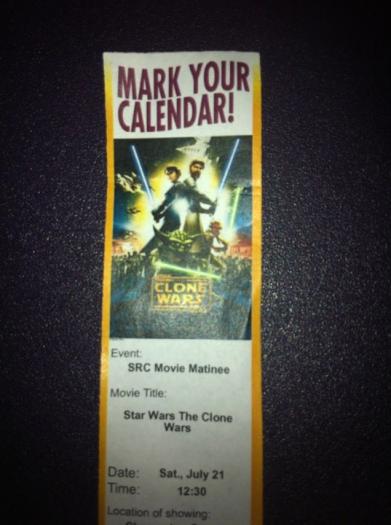 MARK YOUR
CALENDAR!
CLONE
WARS
Event:
SRC Movie Matinee
Movie Title:
Star Wars The Clone
Wars
Date: Sat., July 21
Time: 12:30
Location of showing: